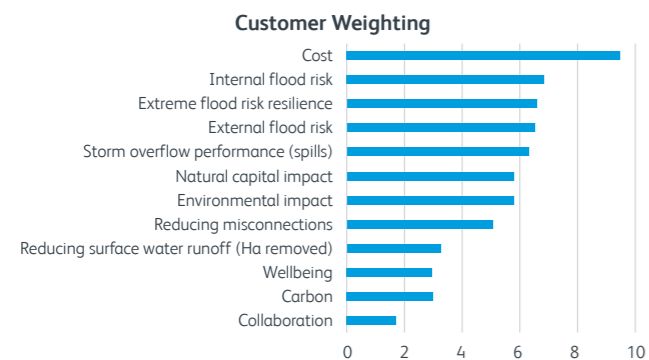 Customer Weighting
Cost
Internal flood risk
Extreme flood risk resilience
External flood risk
Storm overflow performance (spills)
Natural capital impact
Environmental impact
Reducing misconnections
Reducing surface water runoff (Ha removed)
Wellbeing
Carbon
Collaboration
0 2 4 6 8 10